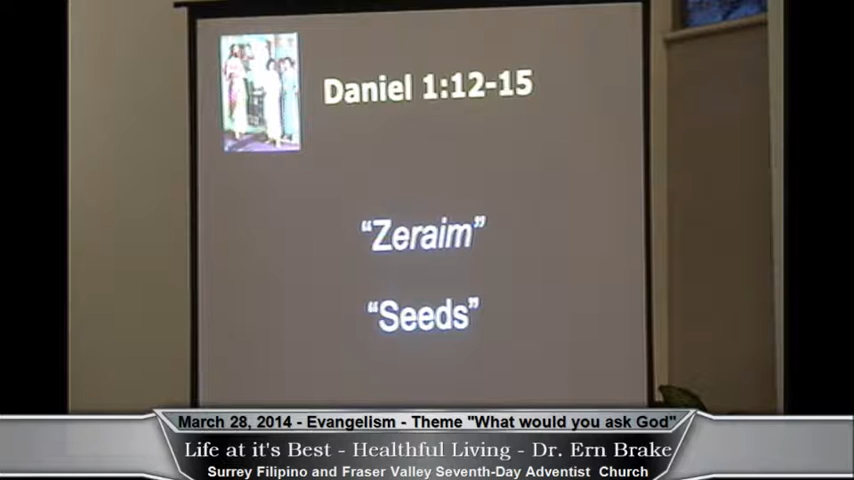 Daniel 1:12-15
“Zeraim”
“Seeds”
March 28, 2014 - Evangelism - Theme "What would you ask God"
Life at it's Best - Healthful Living - Dr. Ern Brake
Surrey Filipino and Fraser Valley Seventh-Day Adventist Church